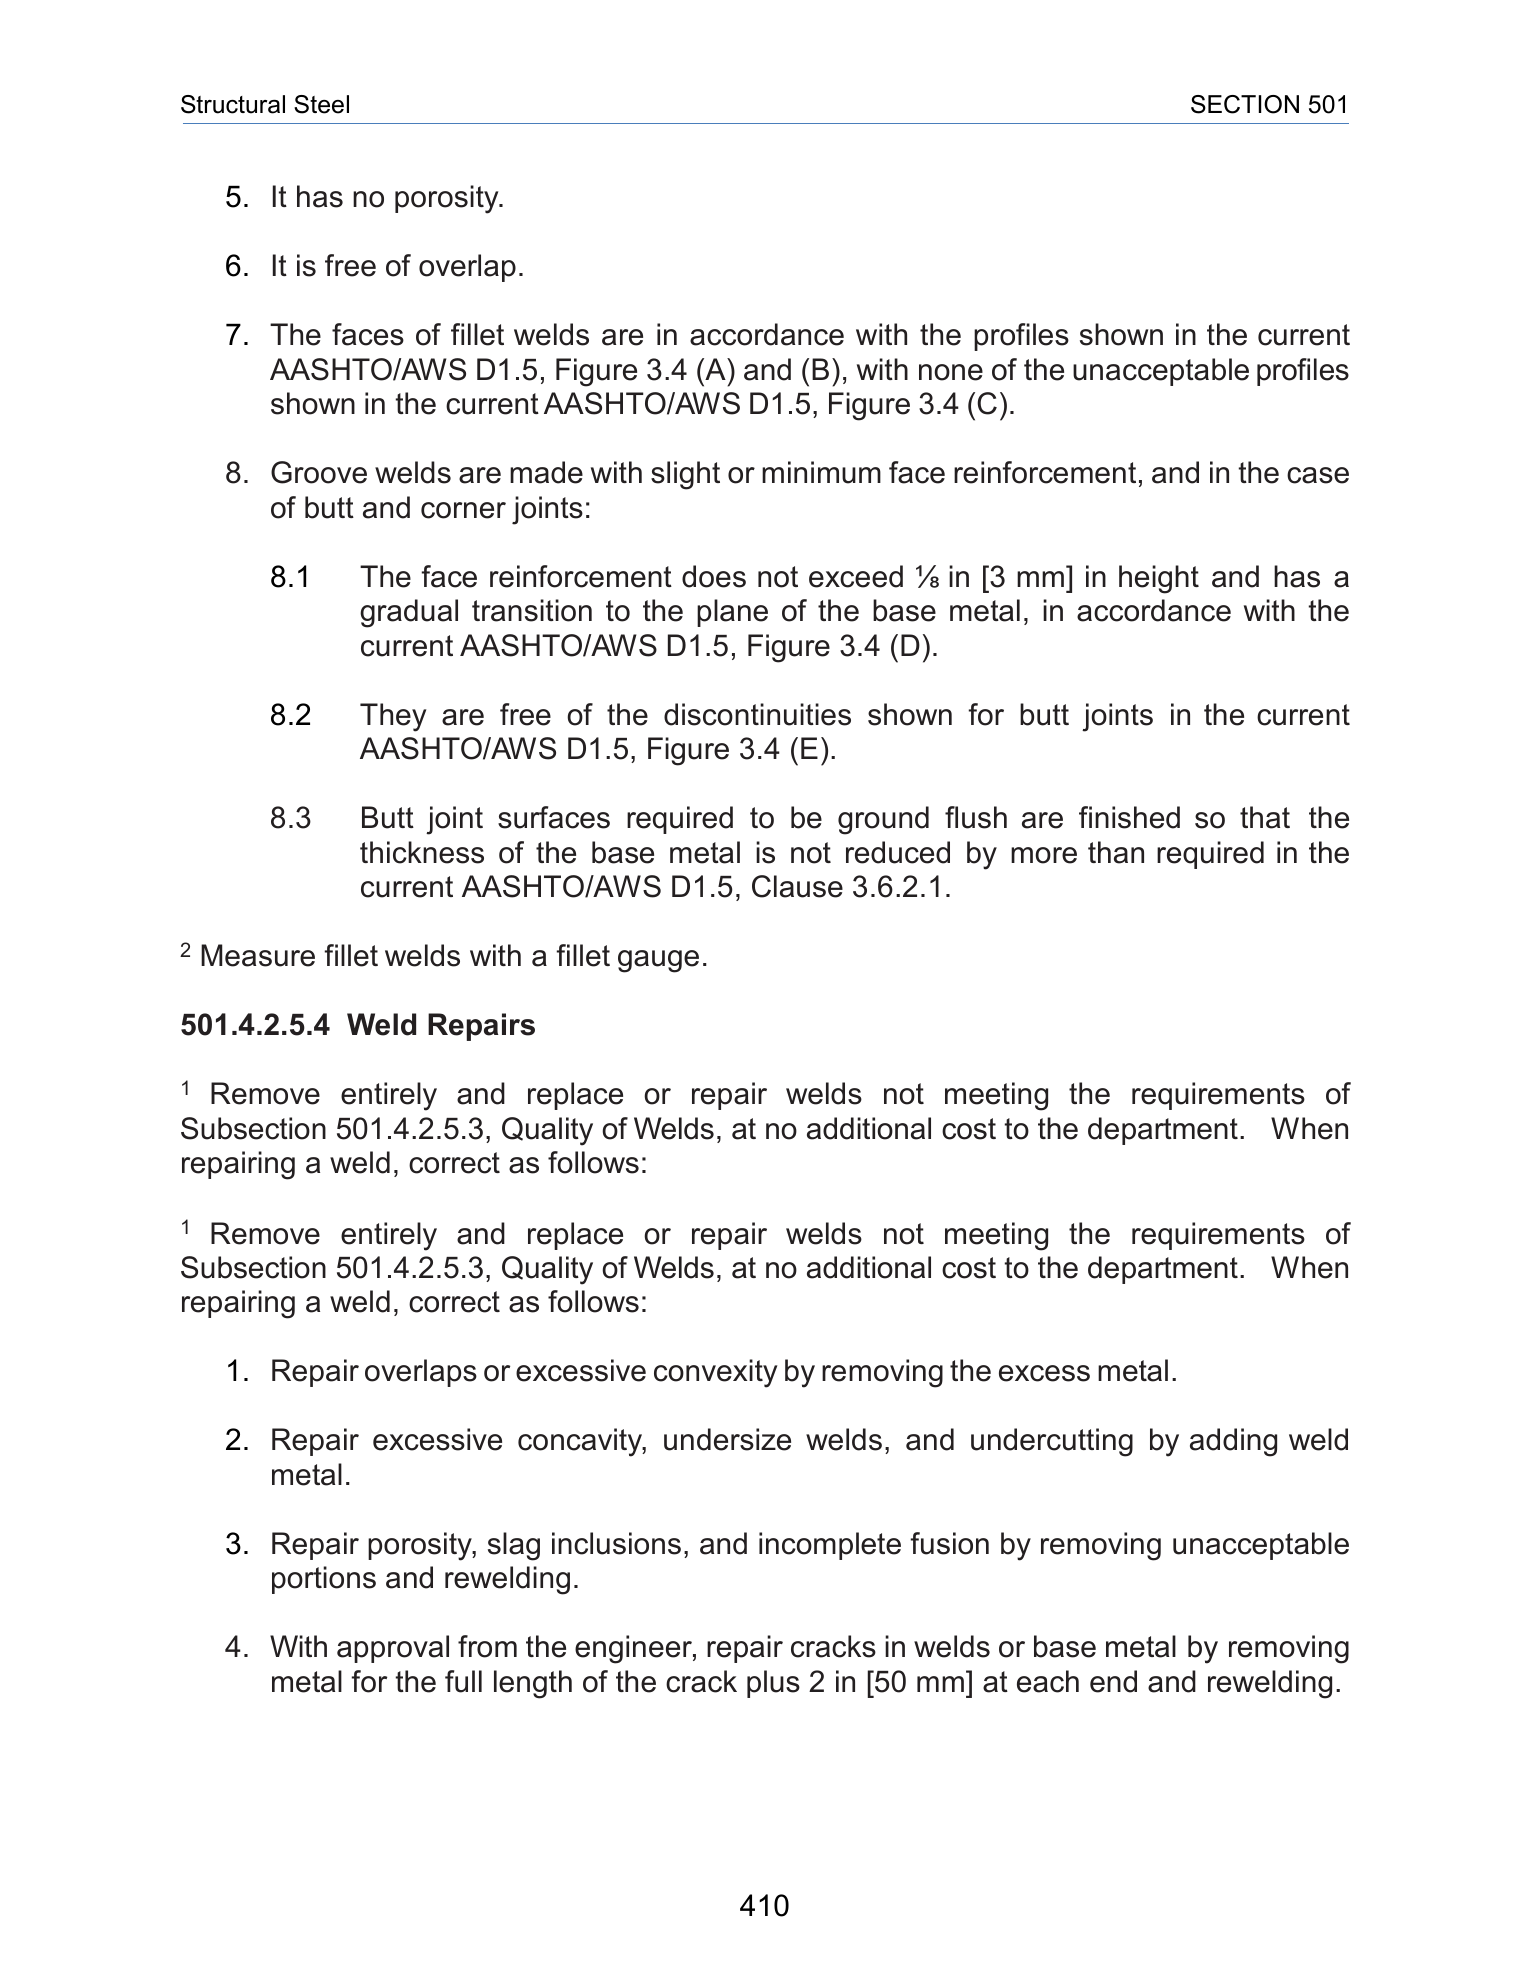 Structural Steel SECTION 501
5. It has no porosity.
6. It is free of overlap.
7. The faces of fillet welds are in accordance with the profiles shown in the current
AASHTO/AWS D1.5, Figure 3.4 (A) and (B), with none of the unacceptable profiles
shown in the current AASHTO/AWS D1.5, Figure 3.4 (C).
8. Groove welds are made with slight or minimum face reinforcement, and in the case
of butt and corner joints:
8.1 The face reinforcement does not exceed ⅛ in [3 mm] in height and has a
gradual transition to the plane of the base metal, in accordance with the
current AASHTO/AWS D1.5, Figure 3.4 (D).
8.2 They are free of the discontinuities shown for butt joints in the current
AASHTO/AWS D1.5, Figure 3.4 (E).
8.3 Butt joint surfaces required to be ground flush are finished so that the
thickness of the base metal is not reduced by more than required in the
current AASHTO/AWS D1.5, Clause 3.6.2.1.
² Measure fillet welds with a fillet gauge.
501.4.2.5.4 Weld Repairs
¹ Remove entirely and replace or repair welds not meeting the requirements of
Subsection 501.4.2.5.3, Quality of Welds, at no additional cost to the department. When
repairing a weld, correct as follows:
¹ Remove entirely and replace or repair welds not meeting the requirements of
Subsection 501.4.2.5.3, Quality of Welds, at no additional cost to the department. When
repairing a weld, correct as follows:
1. Repair overlaps or excessive convexity by removing the excess metal.
2. Repair excessive concavity, undersize welds, and undercutting by adding weld
metal.
3. Repair porosity, slag inclusions, and incomplete fusion by removing unacceptable
portions and rewelding.
4. With approval from the engineer, repair cracks in welds or base metal by removing
metal for the full length of the crack plus 2 in [50 mm] at each end and rewelding.
410